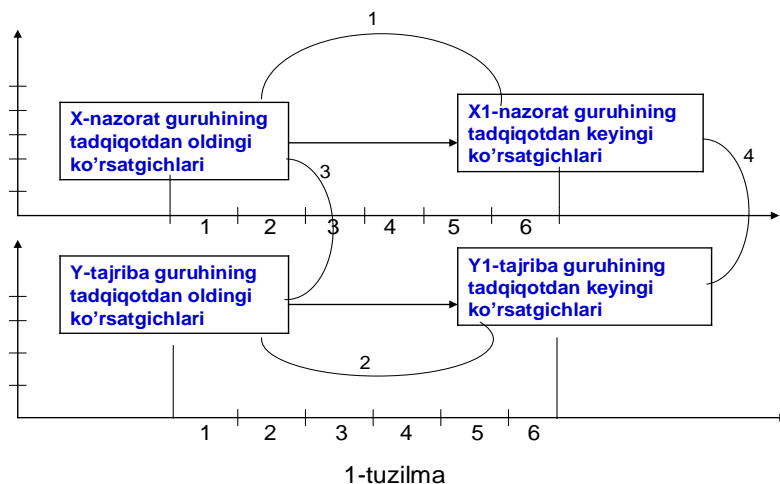 1
X-nazorat guruhining
tadqiqotdan oldingi
ko’rsatgichlari
X1-nazorat guruhining
tadqiqotdan keyingi
ko’rsatgichlari
3
4
1 2 3 4 5 6
Y-tajriba guruhining
tadqiqotdan oldingi
ko’rsatgichlari
Y1-tajriba guruhining
tadqiqotdan keyingi
ko’rsatgichlari
2
1 2 3 4 5 6
1-tuzilma